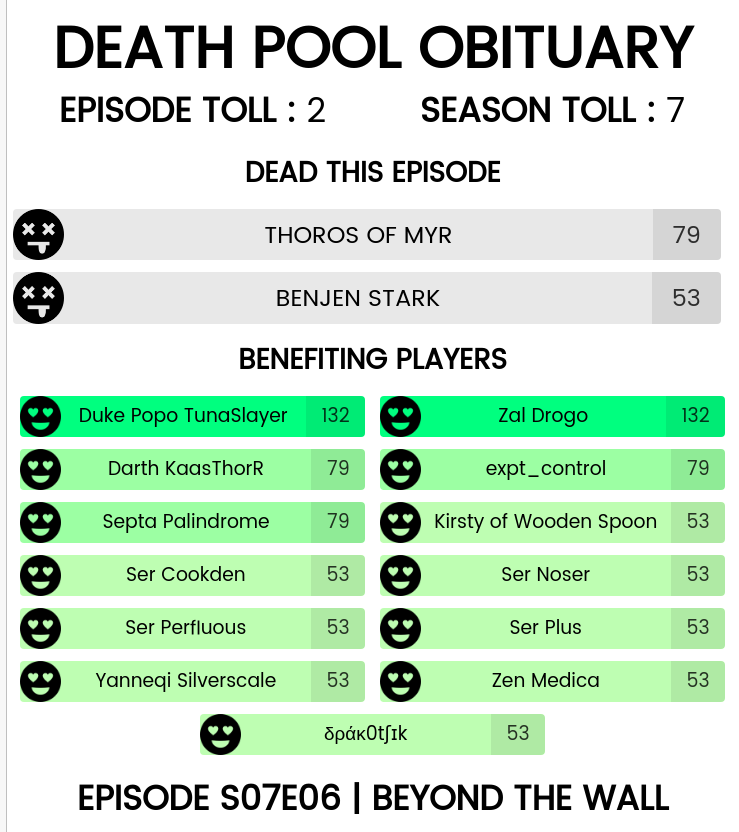 DEATH POOL OBITUARY
EPISODE TOLL : 2 SEASON TOLL : 7
DEAD THIS EPISODE
THOROS OF MYR 79
BENJEN STARK 53
BENEFITING PLAYERS
Duke Popo TunaSlayer 132 Zal Drogo 132
Darth KaasThorR 79 expt_control 79
Septa Palindrome 79 Kirsty of Wooden Spoon 53
Ser Cookden 53 Ser Noser 53
Ser Perfluous 53 Ser Plus 53
Yanneqi Silverscale 53 Zen Medica 53
δράκ0tʃɪk 53
EPISODE S07E06 | BEYOND THE WALL